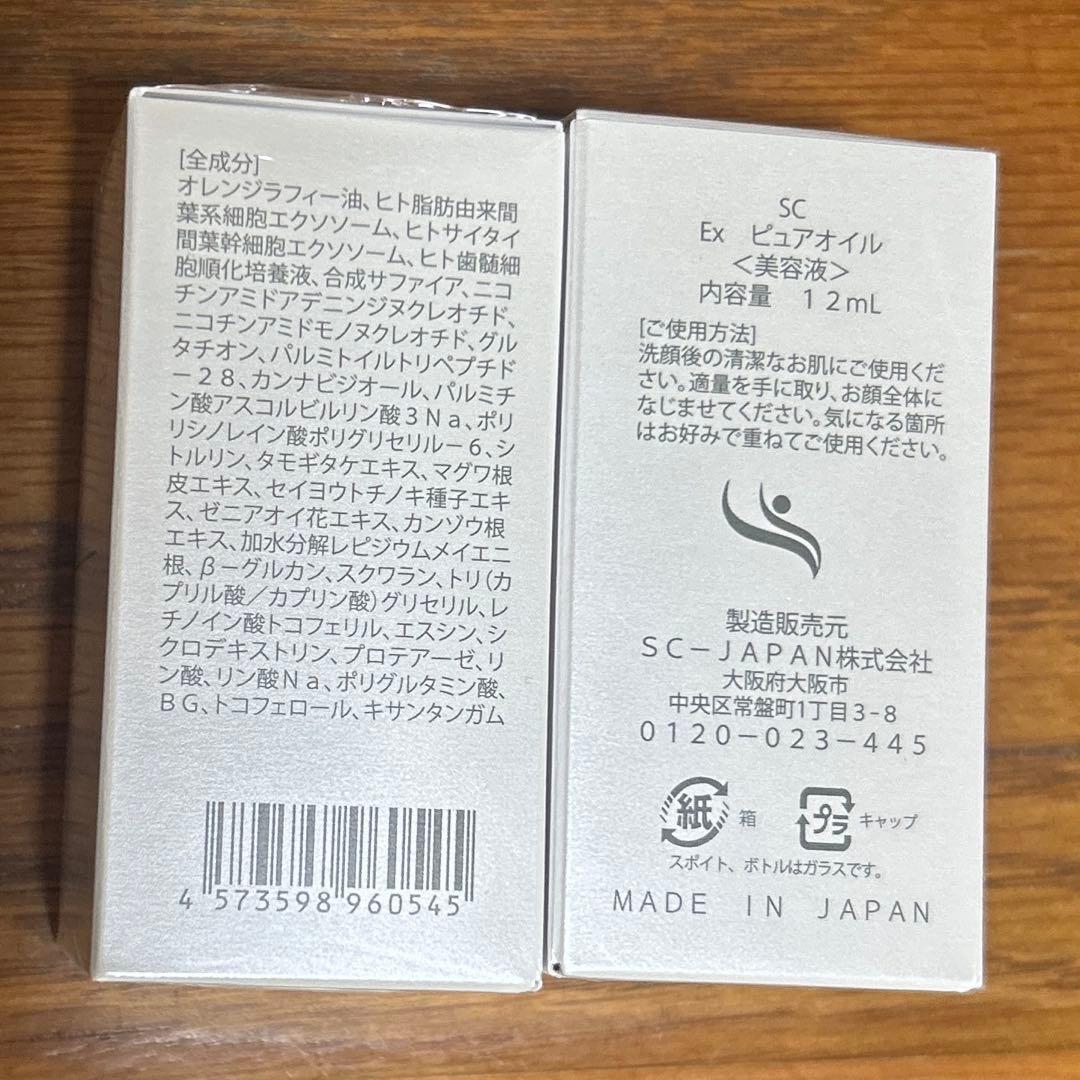 [全成分]
オレンジラフィー油、ヒト脂肪由来間
葉系細胞エクソソーム、ヒトサイタイ
間葉幹細胞エクソソーム、ヒト歯髄細
胞順化培養液、合成サファイア、ニコ
チンアミドアデニンジヌクレオチド、
ニコチンアミドモノヌクレオチド、グル
タチオン、パルミトイルトリペプチド
－２８、カンナビジオール、パルミチ
ン酸アスコルビルリン酸３Ｎａ、ポリ
リシノレイン酸ポリグリセリル－６、シ
トルリン、タモギタケエキス、マグワ根
皮エキス、セイヨウトチノキ種子エキ
ス、ゼニアオイ花エキス、カンゾウ根
エキス、加水分解レピジウムメイエニ
根、β－グルカン、スクワラン、トリ(カ
プリル酸／カプリン酸)グリセリル、レ
チノイン酸トコフェリル、エスシン、シ
クロデキストリン、プロテアーゼ、リン
酸、リン酸Ｎａ、ポリグルタミン酸、
ＢＧ、トコフェロール、キサンタンガム
4 573598 960545
SC
Ex　ピュアオイル
＜美容液＞
内容量　１２mL
[ご使用方法]
洗顔後の清潔なお肌にご使用くだ
さい。適量を手に取り、お顔全体に
なじませてください。気になる箇所
はお好みで重ねてご使用ください。
製造販売元
ＳＣ－ＪＡＰＡＮ株式会社
大阪府大阪市
中央区常盤町1丁目3-8
０１２０－０２３－４４５
紙 箱 プラ キャップ
スポイト、ボトルはガラスです。
MADE IN JAPAN